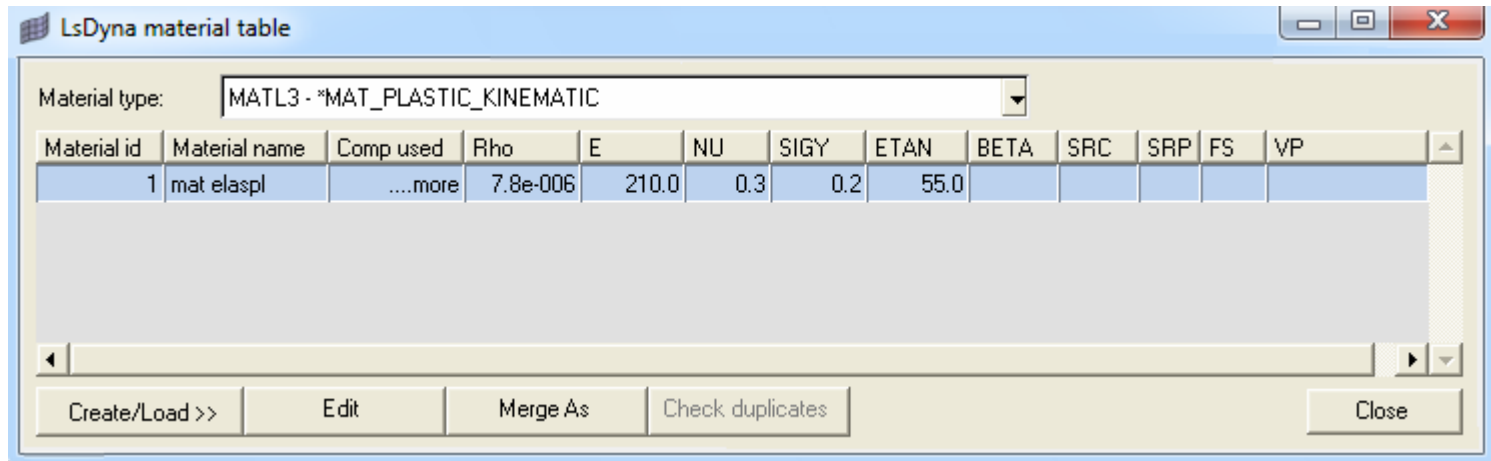 LsDyna material table
Material type: MATL3 - *MAT_PLASTIC_KINEMATIC
Material id Material name Comp used Rho E NU SIGY ETAN BETA SRC SRP FS VP
1 mat elaspl ....more 7.8e-006 210.0 0.3 0.2 55.0
Create/Load >> Edit Merge As Check duplicates Close